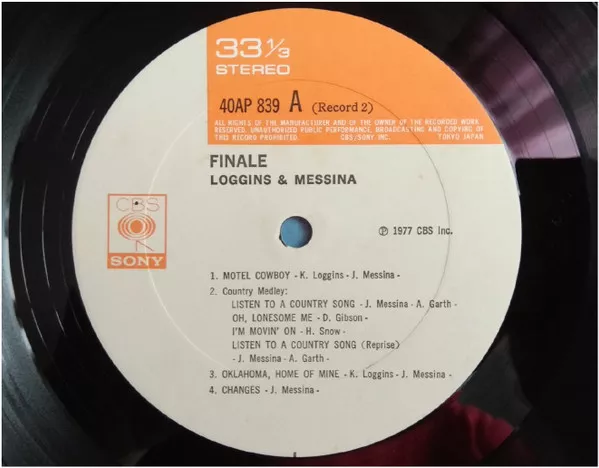 33 1/3
STEREO
40AP 839 A (Record 2)
ALL RIGHTS OF THE MANUFACTURER AND OF THE OWNER OF THE RECORDED WORK
RESERVED. UNAUTHORIZED PUBLIC PERFORMANCE, BROADCASTING AND COPYING OF
THIS RECORD PROHIBITED. CBS/SONY INC. TOKYO JAPAN
FINALE
LOGGINS & MESSINA
CBS
SONY
℗ 1977 CBS Inc.
1. MOTEL COWBOY - K. Loggins - J. Messina -
2. Country Medley:
LISTEN TO A COUNTRY SONG - J. Messina - A. Garth -
OH, LONESOME ME - D. Gibson -
I'M MOVIN' ON - H. Snow -
LISTEN TO A COUNTRY SONG (Reprise)
- J. Messina - A. Garth -
3. OKLAHOMA, HOME OF MINE - K. Loggins - J. Messina -
4. CHANGES - J. Messina -